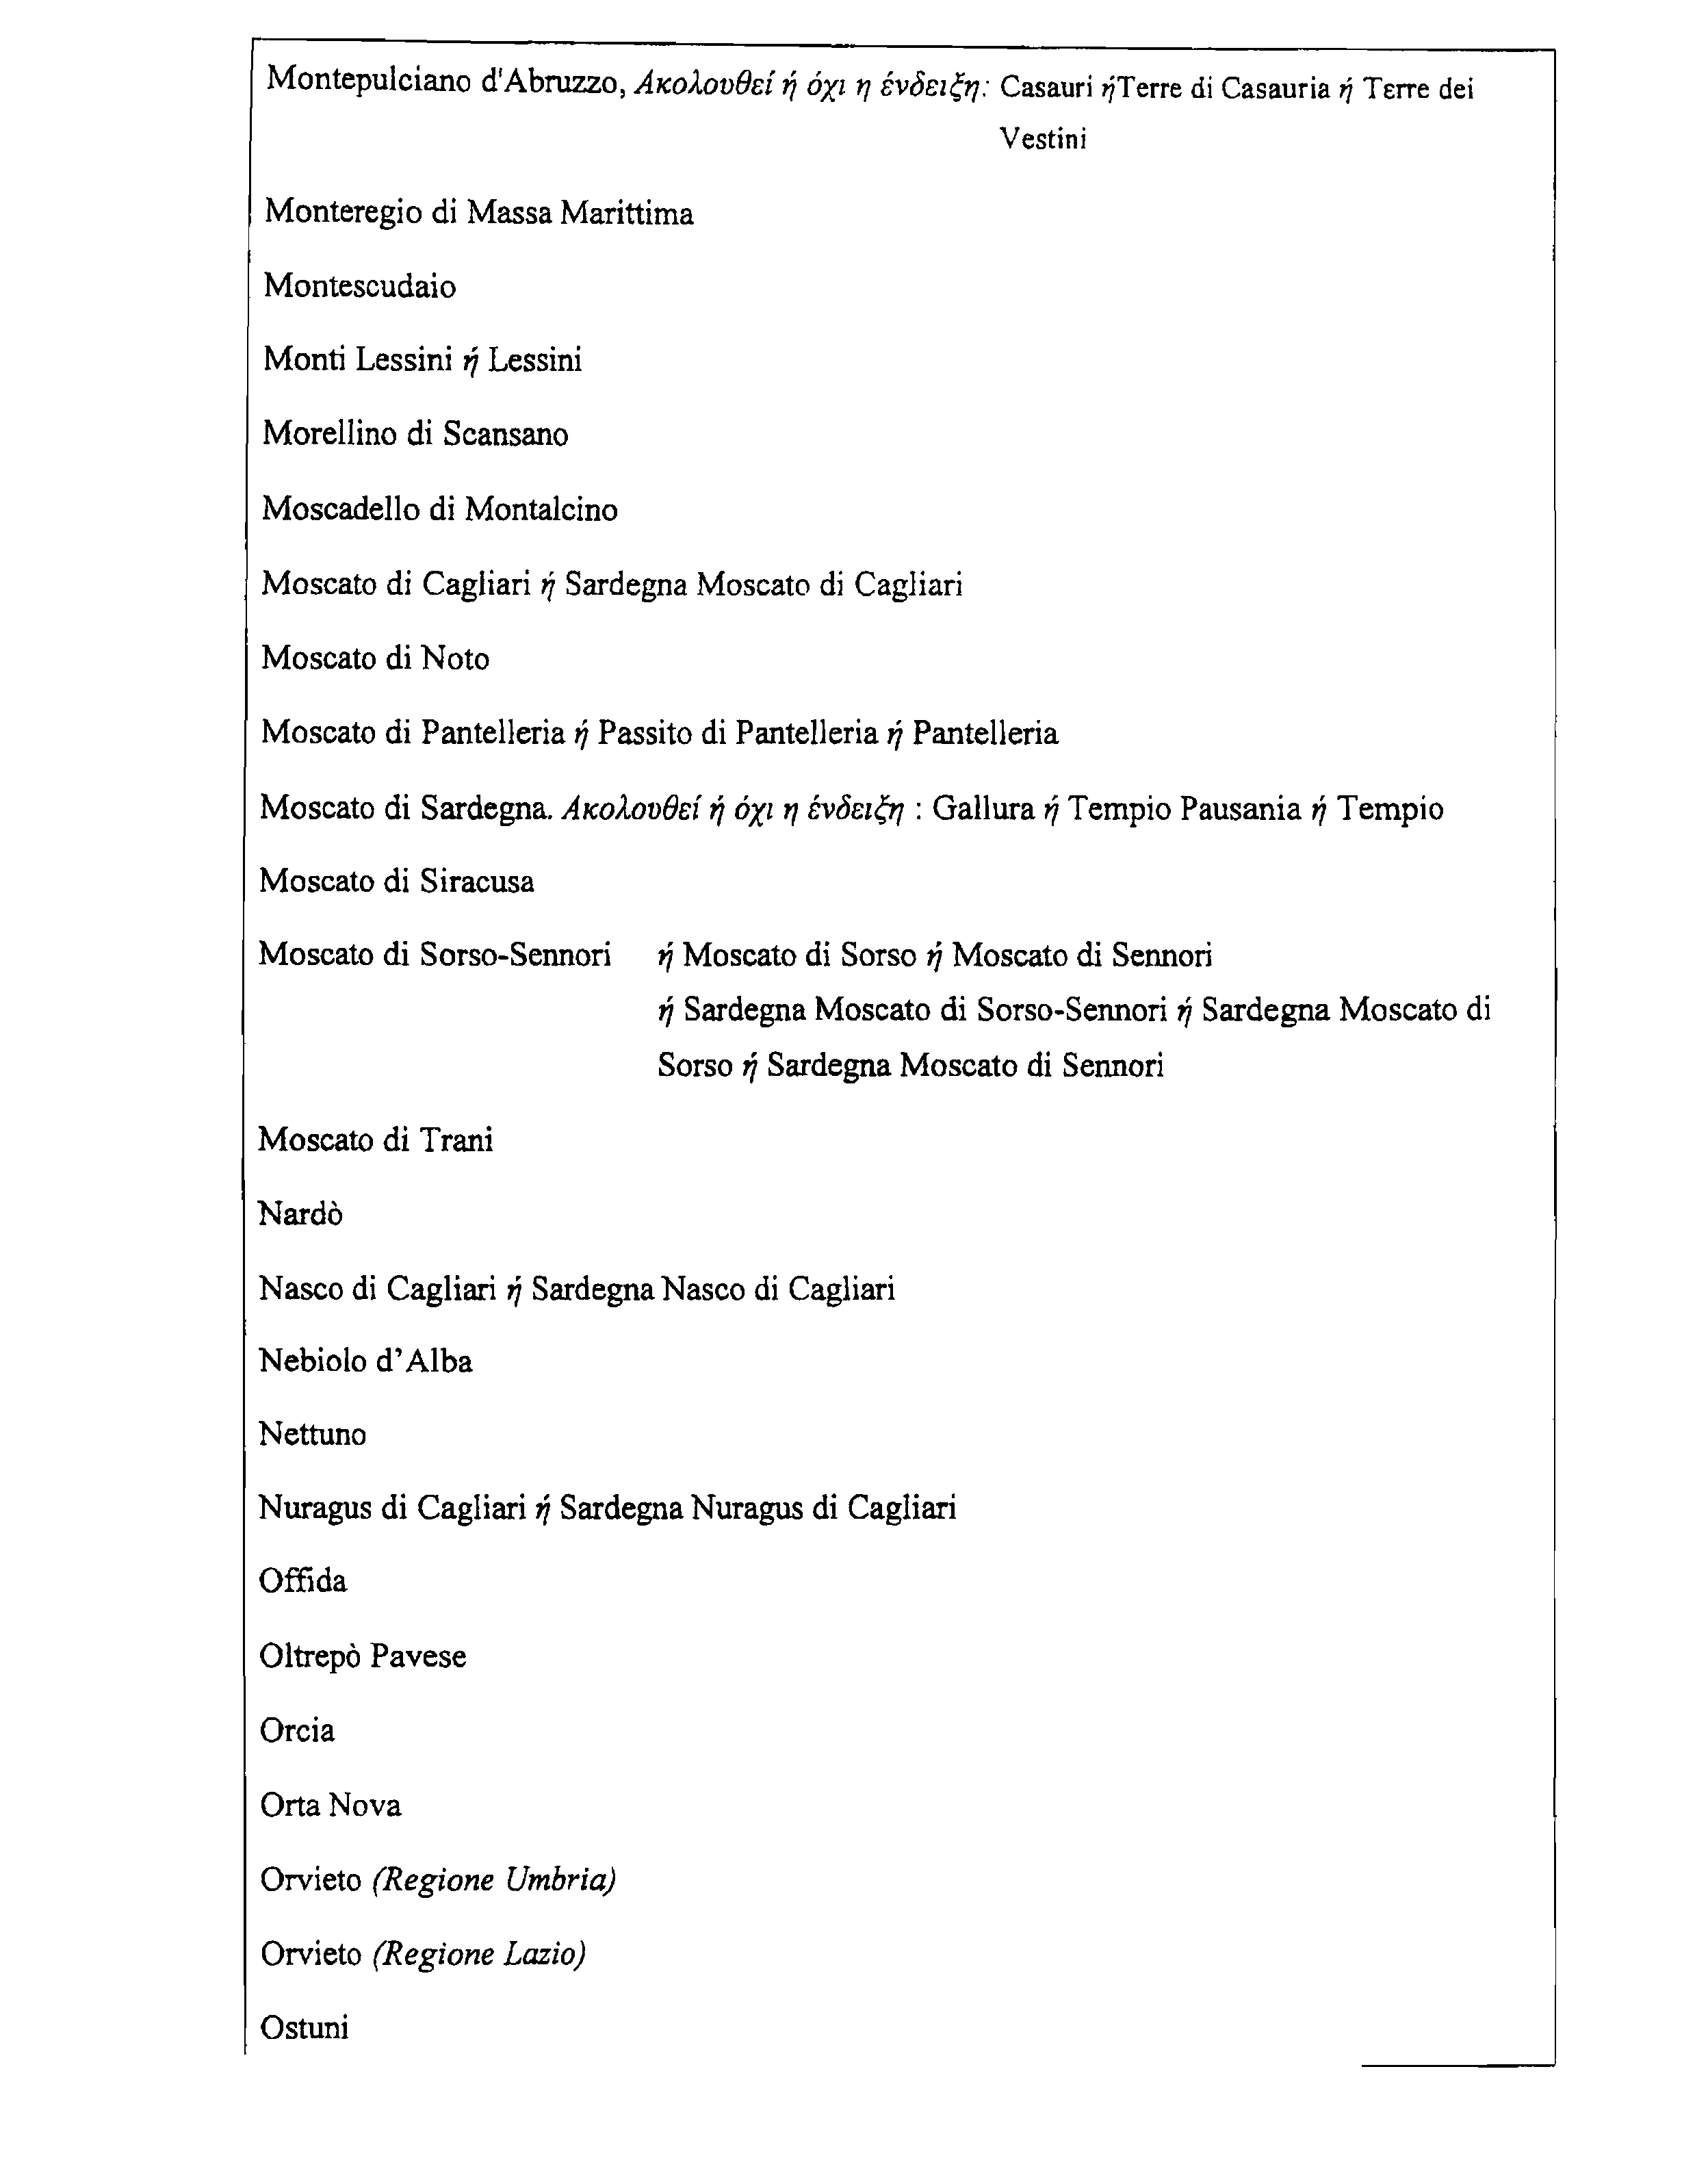 Montepulciano d'Abruzzo, Ακολουθεί ή όχι η ένδειξη: Casauri ήTerre di Casauria ή Terre dei
Vestini
Monteregio di Massa Marittima
Montescudaio
Monti Lessini ή Lessini
Morellino di Scansano
Moscadello di Montalcino
Moscato di Cagliari ή Sardegna Moscato di Cagliari
Moscato di Noto
Moscato di Pantelleria ή Passito di Pantelleria ή Pantelleria
Moscato di Sardegna. Ακολουθεί ή όχι η ένδειξη : Gallura ή Tempio Pausania ή Tempio
Moscato di Siracusa
Moscato di Sorso-Sennori ή Moscato di Sorso ή Moscato di Sennori
ή Sardegna Moscato di Sorso-Sennori ή Sardegna Moscato di
Sorso ή Sardegna Moscato di Sennori
Moscato di Trani
Nardò
Nasco di Cagliari ή Sardegna Nasco di Cagliari
Nebiolo d’Alba
Nettuno
Nuragus di Cagliari ή Sardegna Nuragus di Cagliari
Offida
Oltrepò Pavese
Orcia
Orta Nova
Orvieto (Regione Umbria)
Orvieto (Regione Lazio)
Ostuni